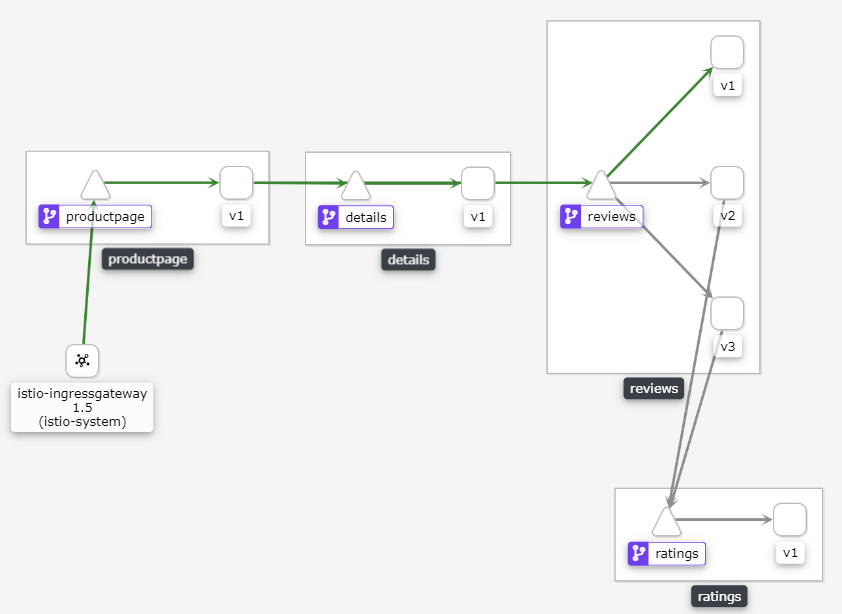 productpage
v1
productpage
istio-ingressgateway
1.5
(istio-system)
details
v1
details
v1
reviews
v2
v3
reviews
ratings
v1
ratings